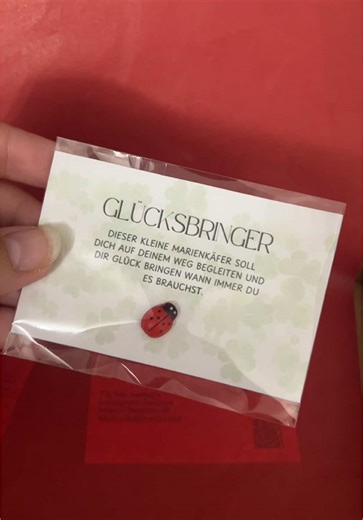 GLÜCKSBRINGER
DIESER KLEINE MARIENKÄFER SOLL
DICH AUF DEINEM WEG BEGLEITEN UND
DIR GLÜCK BRINGEN WANN IMMER DU
ES BRAUCHST.